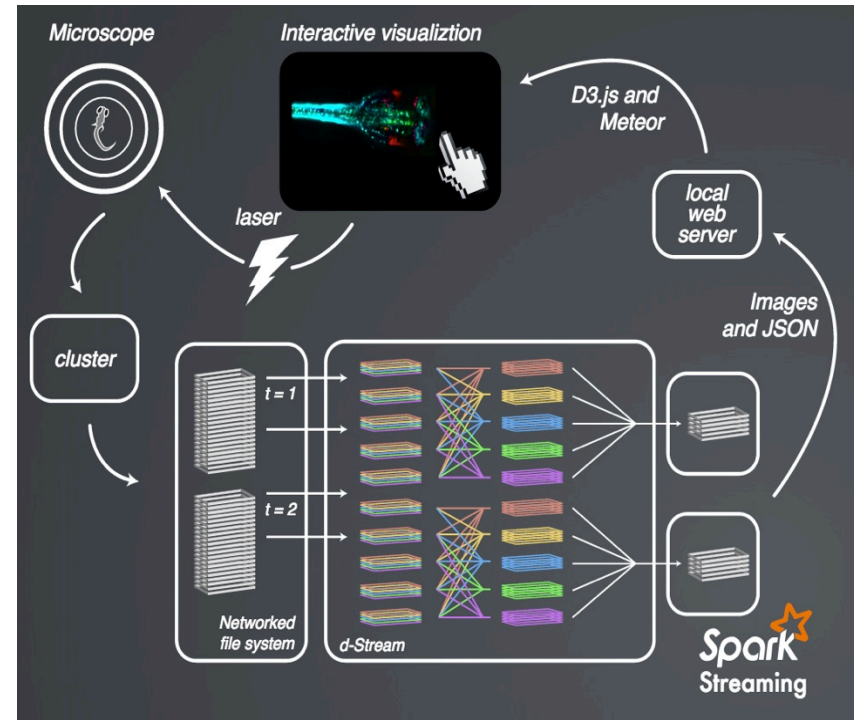 Microscope
Interactive visualiztion
D3.js and
Meteor
laser
local
web
server
Images
and JSON
cluster
t = 1
t = 2
Networked
file system
d-Stream
Spark
Streaming